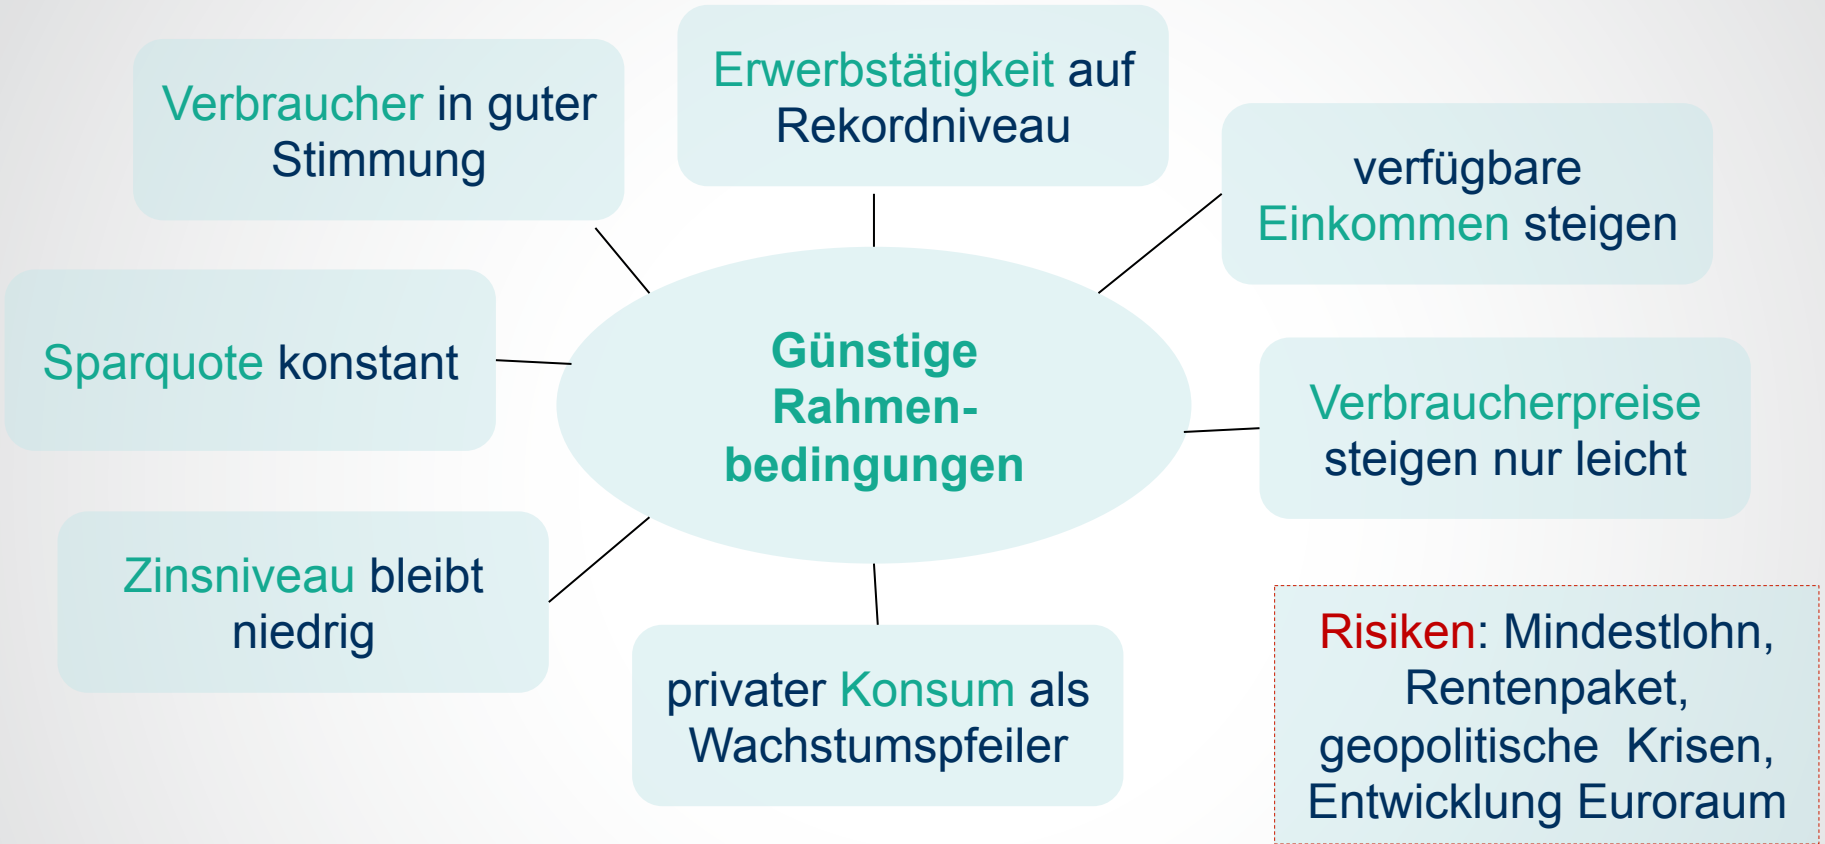 Erwerbstätigkeit auf
Rekordniveau
Verbraucher in guter
Stimmung
verfügbare
Einkommen steigen
Sparquote konstant
Günstige
Rahmen-
bedingungen
Verbraucherpreise
steigen nur leicht
Zinsniveau bleibt
niedrig
privater Konsum als
Wachstumspfeiler
Risiken: Mindestlohn,
Rentenpaket,
geopolitische Krisen,
Entwicklung Euroraum